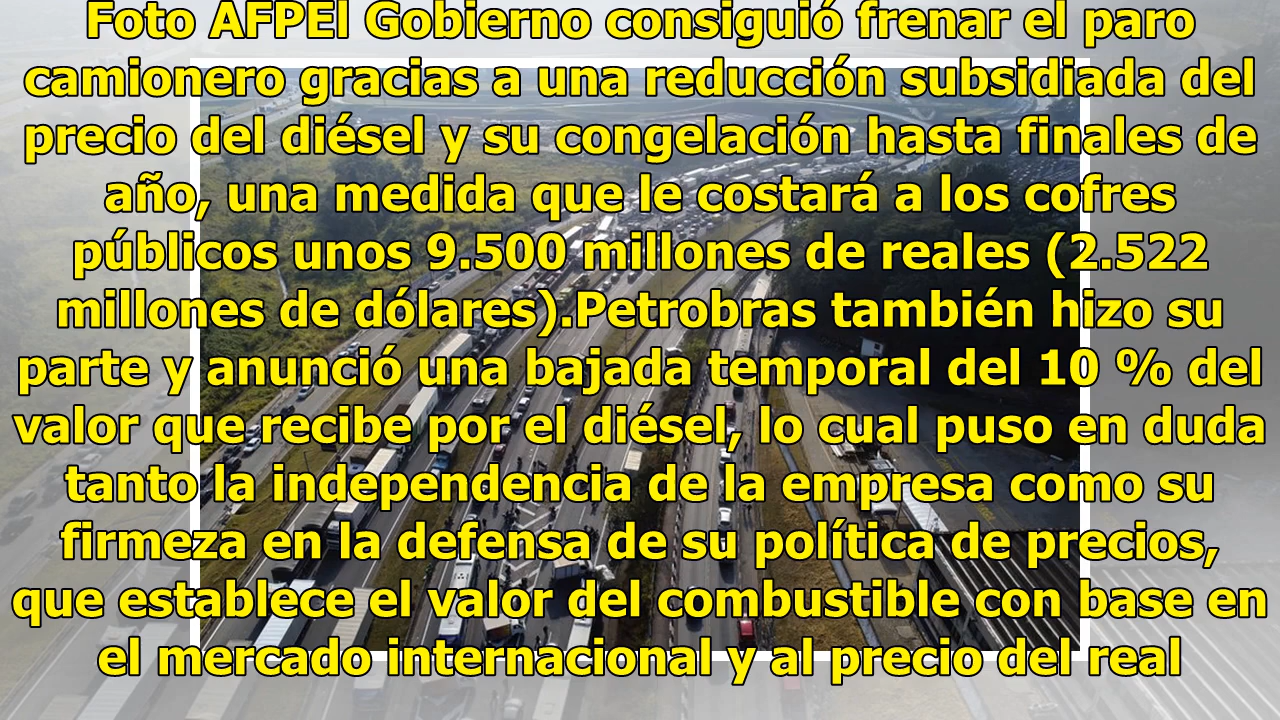 Foto AFPEl Gobierno consiguió frenar el paro
camionero gracias a una reducción subsidiada del
precio del diésel y su congelación hasta finales de
año, una medida que le costará a los cofres
públicos unos 9.500 millones de reales (2.522
millones de dólares).Petrobras también hizo su
parte y anunció una bajada temporal del 10 % del
valor que recibe por el diésel, lo cual puso en duda
tanto la independencia de la empresa como su
firmeza en la defensa de su política de precios,
que establece el valor del combustible con base en
el mercado internacional y al precio del real